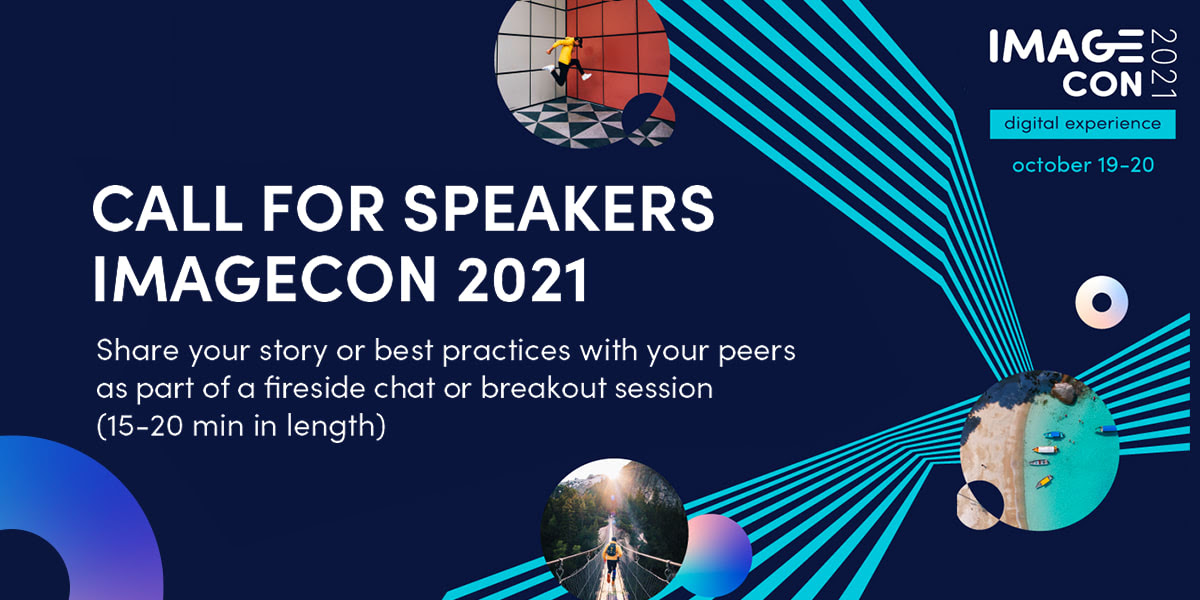 IMAGE
CON
2021
digital experience
october 19-20
CALL FOR SPEAKERS
IMAGECON 2021
Share your story or best practices with your peers
as part of a fireside chat or breakout session
(15-20 min in length)